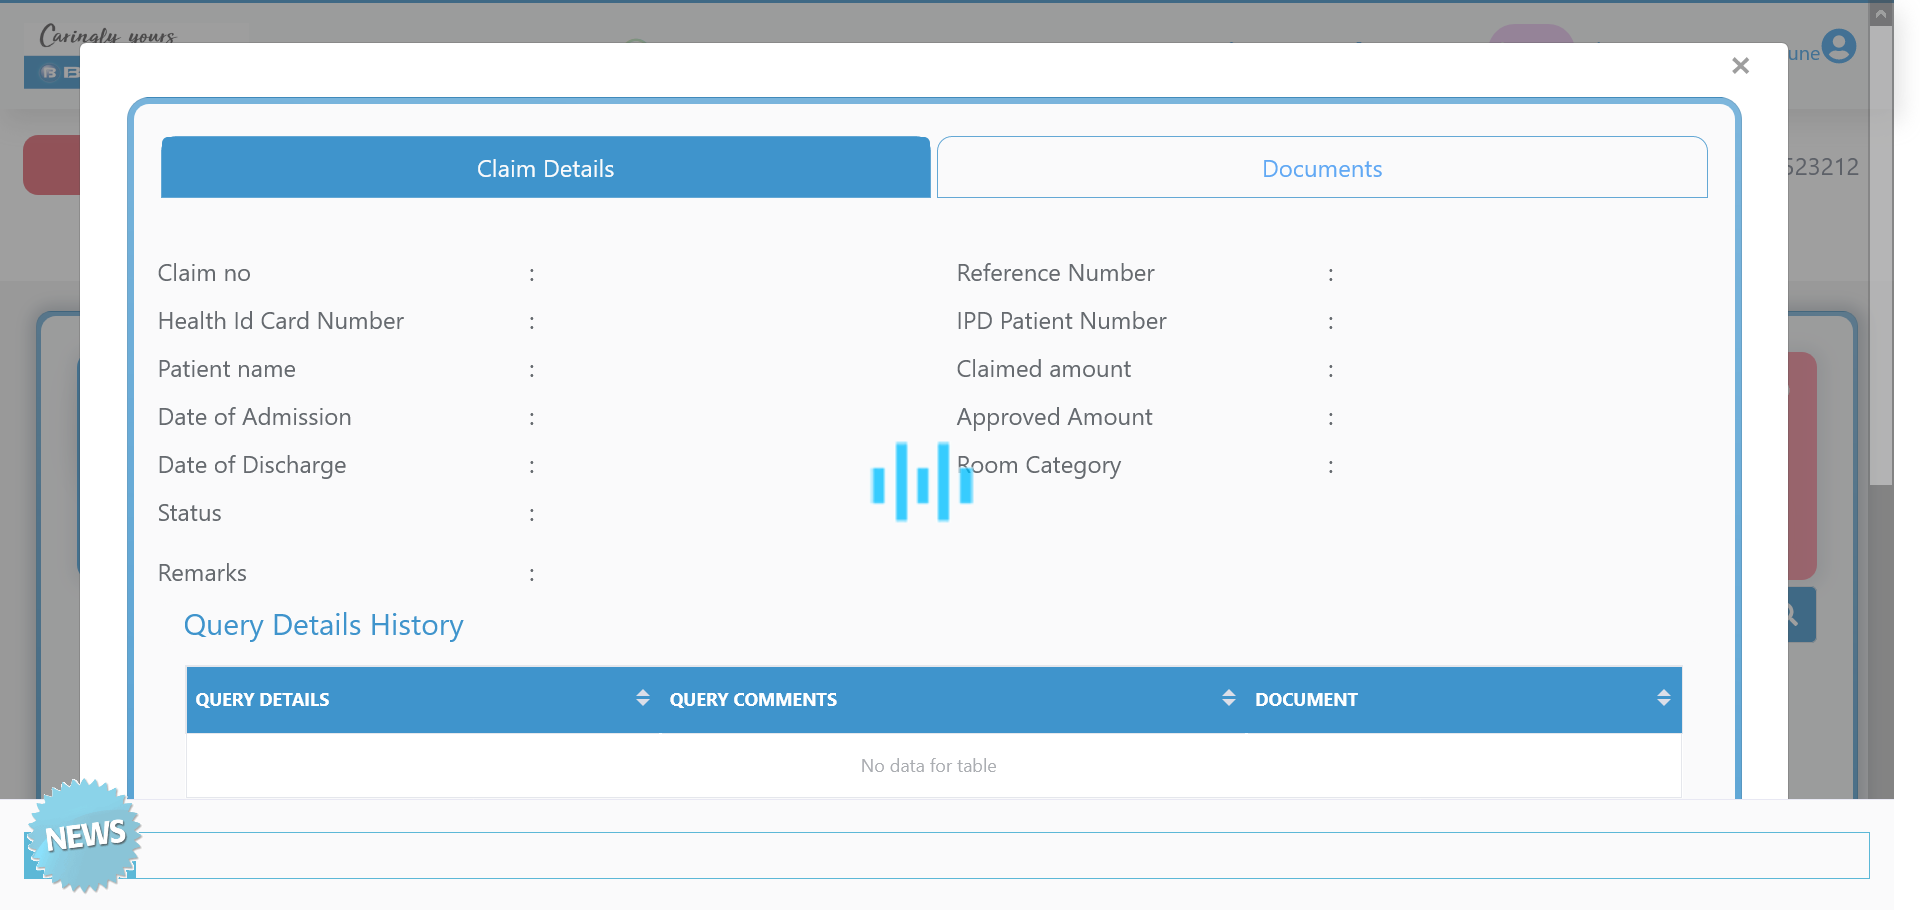 Caringly yours
B
une
523212
×
Claim Details
Documents
Claim no :
Reference Number :
Health Id Card Number :
IPD Patient Number :
Patient name :
Claimed amount :
Date of Admission :
Approved Amount :
Date of Discharge :
Room Category :
Status :
Remarks :
Query Details History
QUERY DETAILS
QUERY COMMENTS
DOCUMENT
No data for table
NEWS